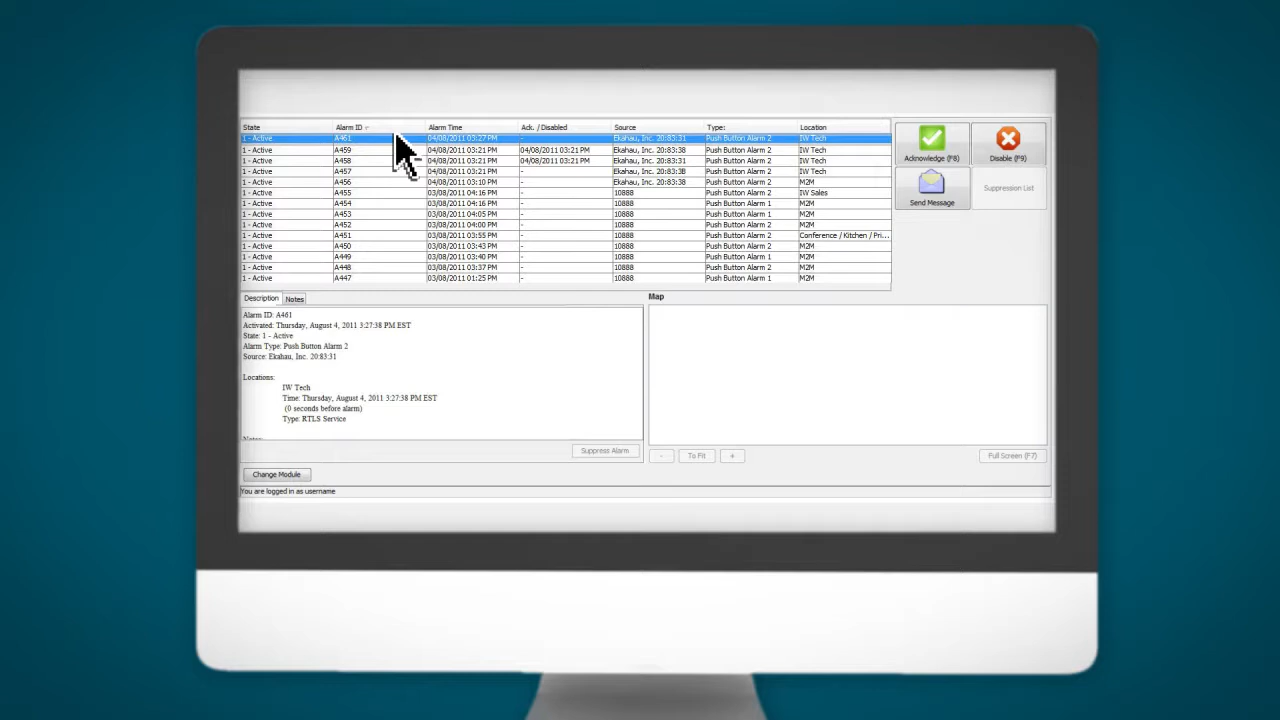 State Alarm ID Alarm Time Ack. / Disabled Source Type: Location
1 - Active A461 04/08/2011 03:27 PM - Ekahau, Inc. 20:83:31 Push Button Alarm 2 IW Tech
1 - Active A459 04/08/2011 03:21 PM 04/08/2011 03:21 PM Ekahau, Inc. 20:83:38 Push Button Alarm 2 IW Tech
1 - Active A458 04/08/2011 03:21 PM 04/08/2011 03:21 PM Ekahau, Inc. 20:83:31 Push Button Alarm 2 IW Tech
1 - Active A457 04/08/2011 03:21 PM - Ekahau, Inc. 20:83:38 Push Button Alarm 2 IW Tech
1 - Active A456 04/08/2011 03:10 PM - Ekahau, Inc. 20:83:38 Push Button Alarm 2 M2M
1 - Active A455 03/08/2011 04:16 PM - 10888 Push Button Alarm 2 IW Sales
1 - Active A454 03/08/2011 04:16 PM - 10888 Push Button Alarm 1 M2M
1 - Active A453 03/08/2011 04:05 PM - 10888 Push Button Alarm 1 M2M
1 - Active A452 03/08/2011 04:00 PM - 10888 Push Button Alarm 2 M2M
1 - Active A451 03/08/2011 03:55 PM - 10888 Push Button Alarm 2 Conference / Kitchen / Pri...
1 - Active A450 03/08/2011 03:43 PM - 10888 Push Button Alarm 2 M2M
1 - Active A449 03/08/2011 03:40 PM - 10888 Push Button Alarm 1 M2M
1 - Active A448 03/08/2011 03:37 PM - 10888 Push Button Alarm 2 M2M
1 - Active A447 03/08/2011 01:25 PM - 10888 Push Button Alarm 1 M2M
Acknowledge (F8) Disable (F9)
Send Message Suppression List
Description Notes
Map
Alarm ID: A461
Activated: Thursday, August 4, 2011 3:27:38 PM EST
State: 1 - Active
Alarm Type: Push Button Alarm 2
Source: Ekahau, Inc. 20:83:31
Locations:
IW Tech
Time: Thursday, August 4, 2011 3:27:38 PM EST
(0 seconds before alarm)
Type: RTLS Service
Notes:
Suppress Alarm
- To Fit + Full Screen (F7)
Change Module
You are logged in as username